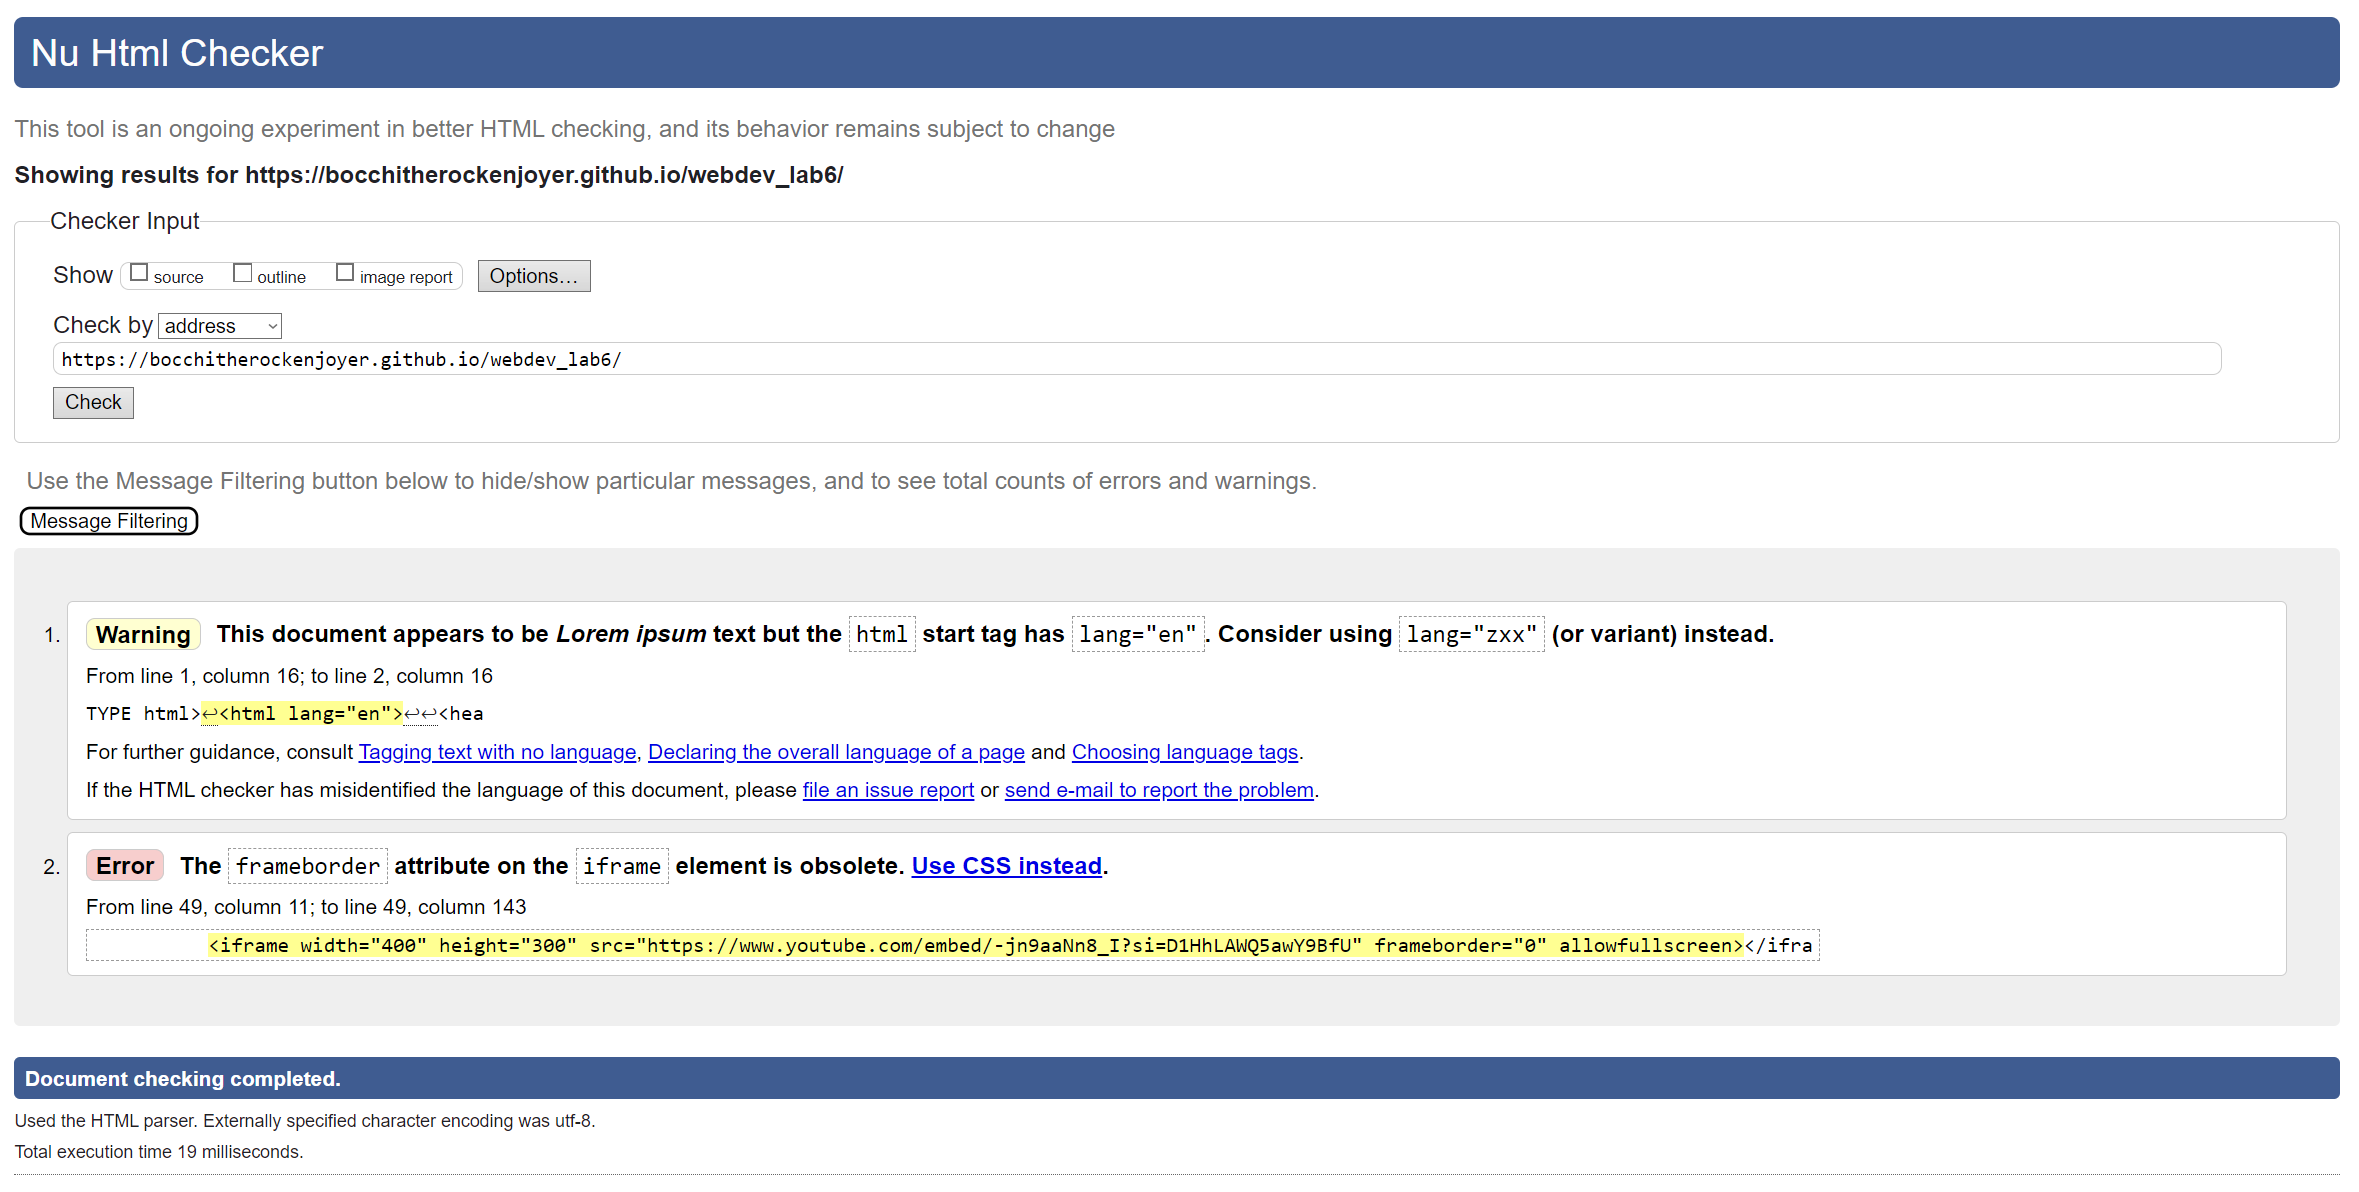 Nu Html Checker
This tool is an ongoing experiment in better HTML checking, and its behavior remains subject to change
Showing results for https://bocchitherockenjoyer.github.io/webdev_lab6/
Checker Input
Show source outline image report Options...
Check by address
https://bocchitherockenjoyer.github.io/webdev_lab6/
Check
Use the Message Filtering button below to hide/show particular messages, and to see total counts of errors and warnings.
Message Filtering
1. Warning This document appears to be Lorem ipsum text but the html start tag has lang="en". Consider using lang="zxx" (or variant) instead.
From line 1, column 16; to line 2, column 16
TYPE html>↩<html lang="en">↩↩<hea
For further guidance, consult Tagging text with no language, Declaring the overall language of a page and Choosing language tags.
If the HTML checker has misidentified the language of this document, please file an issue report or send e-mail to report the problem.
2. Error The frameborder attribute on the iframe element is obsolete. Use CSS instead.
From line 49, column 11; to line 49, column 143
<iframe width="400" height="300" src="https://www.youtube.com/embed/-jn9aaNn8_I?si=D1HhLAWQ5awY9BfU" frameborder="0" allowfullscreen></ifra
Document checking completed.
Used the HTML parser. Externally specified character encoding was utf-8.
Total execution time 19 milliseconds.